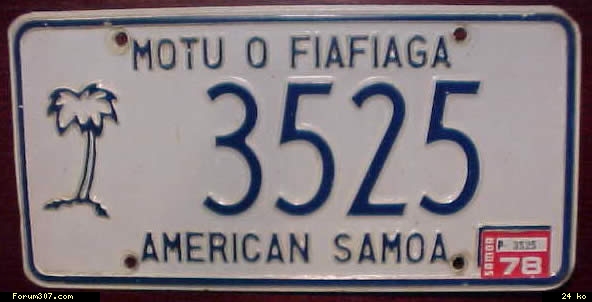 MOTU O FIAFIAGA
3525
AMERICAN SAMOA
SAMOA
P 3525
78
Forum307.com
24 ko